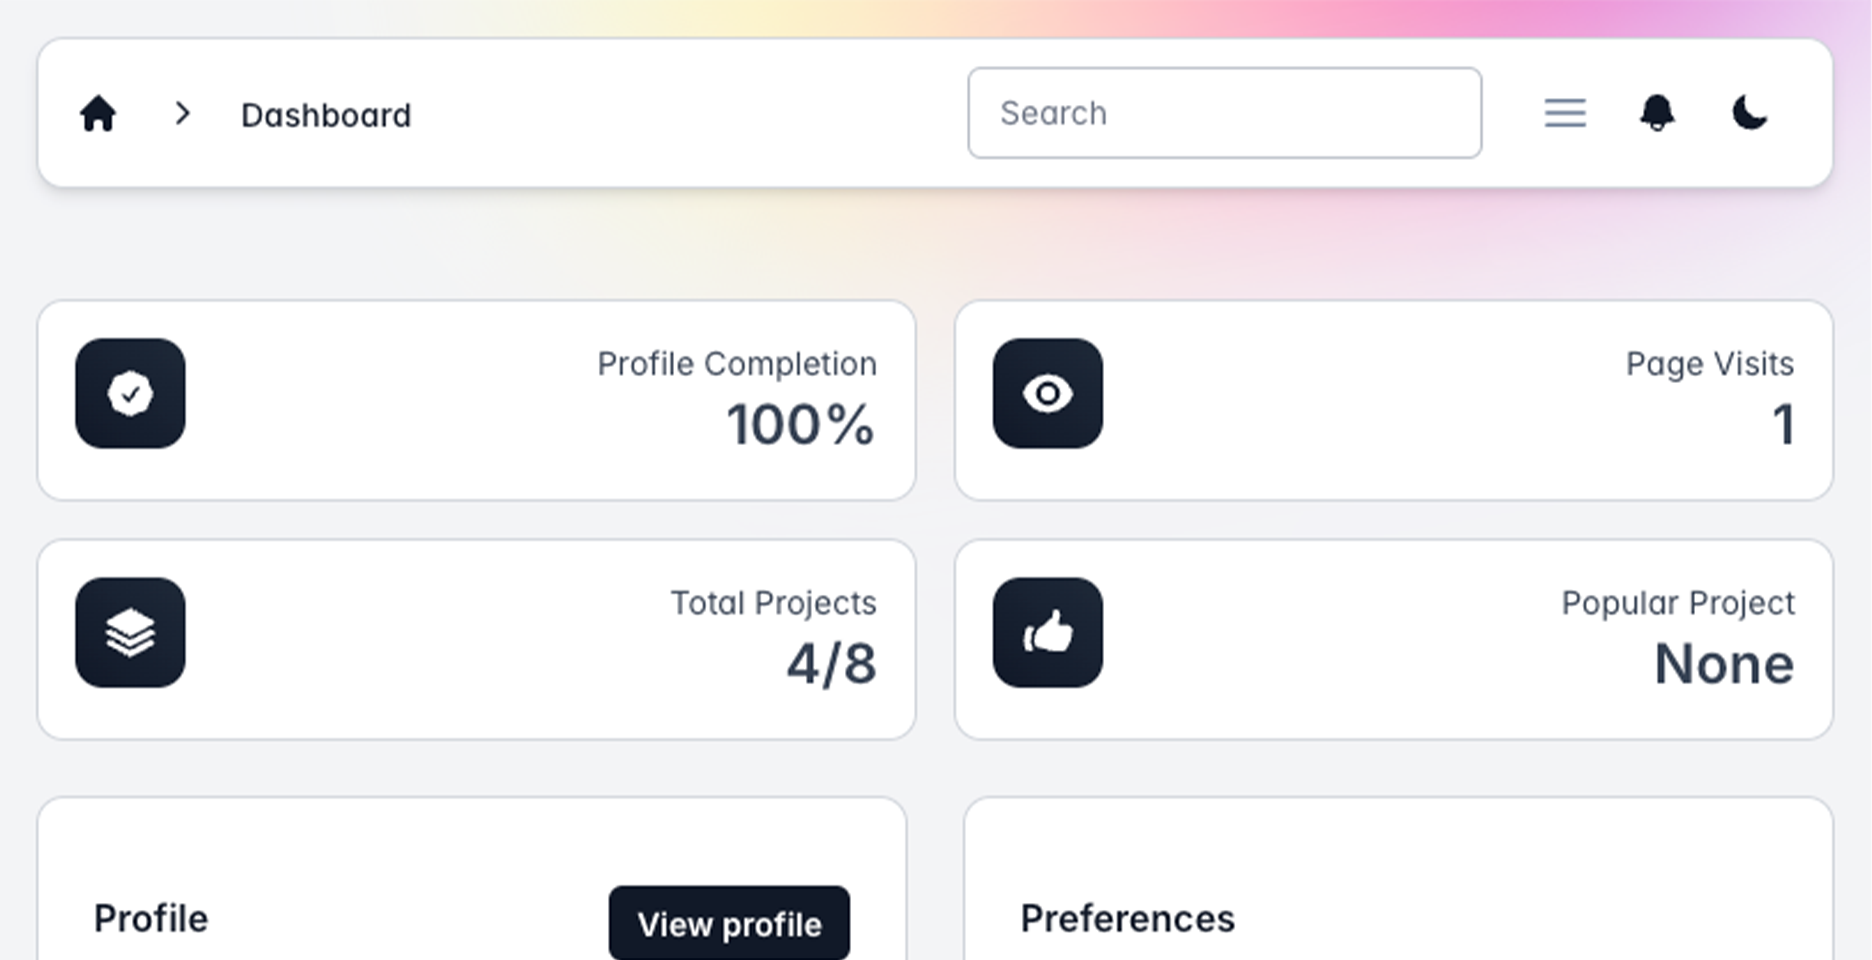 Dashboard
Search
Profile Completion
100%
Page Visits
1
Total Projects
4/8
Popular Project
None
Profile
View profile
Preferences